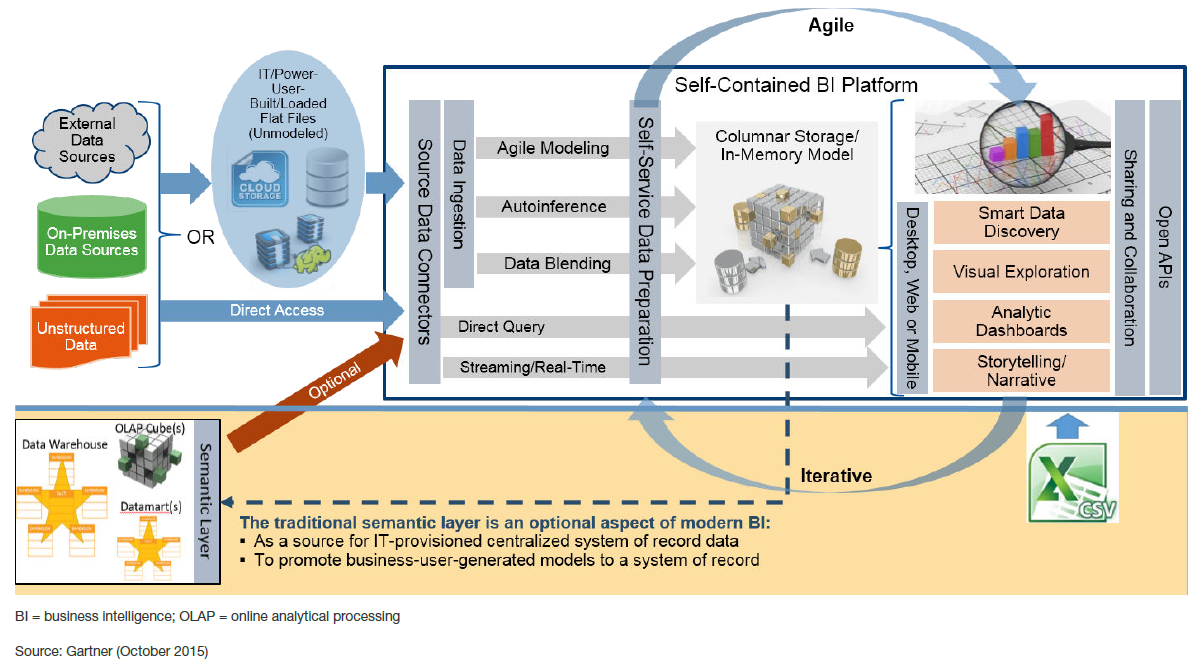 Agile
Self-Contained BI Platform
IT/Power-
User-
Built/Loaded
Flat Files
(Unmodeled)
CLOUD
STORAGE
External
Data
Sources
On-Premises
Data Sources
Unstructured
Data
OR
Direct Access
Optional
Source Data Connectors
Data Ingestion
Agile Modeling
Autoinference
Data Blending
Direct Query
Streaming/Real-Time
Self-Service Data Preparation
Columnar Storage/
In-Memory Model
Desktop, Web or Mobile
Smart Data
Discovery
Visual Exploration
Analytic
Dashboards
Storytelling/
Narrative
Sharing and Collaboration
Open APIs
Data Warehouse
OLAP Cube(s)
Datamart(s)
Semantic Layer
Iterative
X
CSV
The traditional semantic layer is an optional aspect of modern BI:
▪ As a source for IT-provisioned centralized system of record data
▪ To promote business-user-generated models to a system of record
BI = business intelligence; OLAP = online analytical processing
Source: Gartner (October 2015)